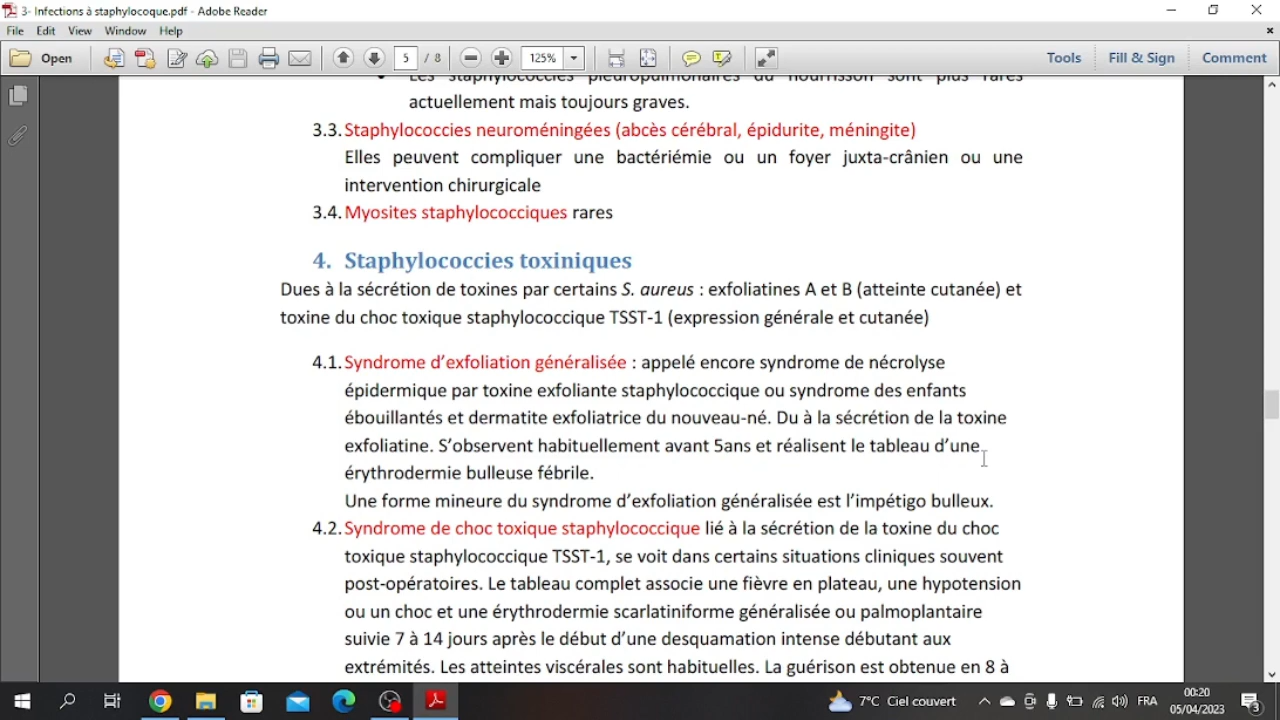 3- Infections à staphylocoque.pdf - Adobe Reader
File Edit View Window Help
Open 5 / 8 125% Tools Fill & Sign Comment
• Les staphylococcies pleuropulmonaires du nourrisson sont plus rares
actuellement mais toujours graves.
3.3. Staphylococcies neuroméningées (abcès cérébral, épidurite, méningite)
Elles peuvent compliquer une bactériémie ou un foyer juxta-crânien ou une
intervention chirurgicale
3.4. Myosites staphylococciques rares
4. Staphylococcies toxiniques
Dues à la sécrétion de toxines par certains S. aureus : exfoliatines A et B (atteinte cutanée) et
toxine du choc toxique staphylococcique TSST-1 (expression générale et cutanée)
4.1. Syndrome d’exfoliation généralisée : appelé encore syndrome de nécrolyse
épidermique par toxine exfoliante staphylococcique ou syndrome des enfants
ébouillantés et dermatite exfoliatrice du nouveau-né. Du à la sécrétion de la toxine
exfoliatine. S’observent habituellement avant 5ans et réalisent le tableau d’une
érythrodermie bulleuse fébrile.
Une forme mineure du syndrome d’exfoliation généralisée est l’impétigo bulleux.
4.2. Syndrome de choc toxique staphylococcique lié à la sécrétion de la toxine du choc
toxique staphylococcique TSST-1, se voit dans certains situations cliniques souvent
post-opératoires. Le tableau complet associe une fièvre en plateau, une hypotension
ou un choc et une érythrodermie scarlatiniforme généralisée ou palmoplantaire
suivie 7 à 14 jours après le début d’une desquamation intense débutant aux
extrémités. Les atteintes viscérales sont habituelles. La guérison est obtenue en 8 à
7°C Ciel couvert FRA 00:20
05/04/2023 3